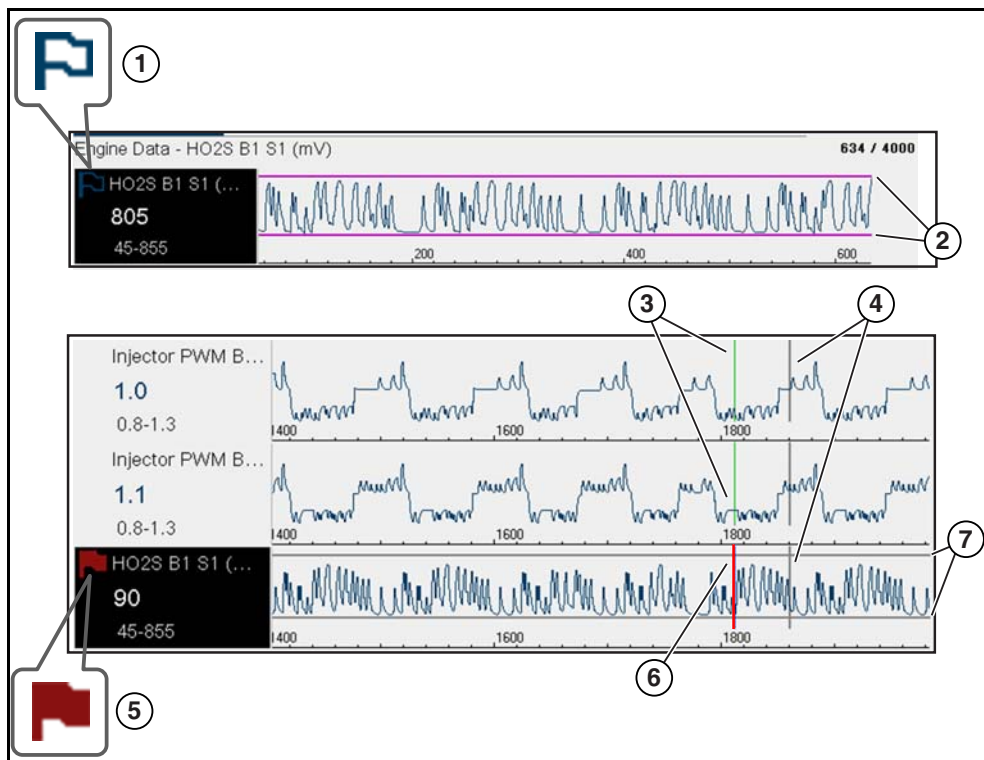 1
Engine Data - HO2S B1 S1 (mV) 634 / 4000
HO2S B1 S1 (...
805
45-855
200 400 600
2
3 4
Injector PWM B...
1.0
0.8-1.3
1400 1600 1800
Injector PWM B...
1.1
0.8-1.3
1400 1600 1800
7
HO2S B1 S1 (...
90
45-855
1400 1600 1800
6
5